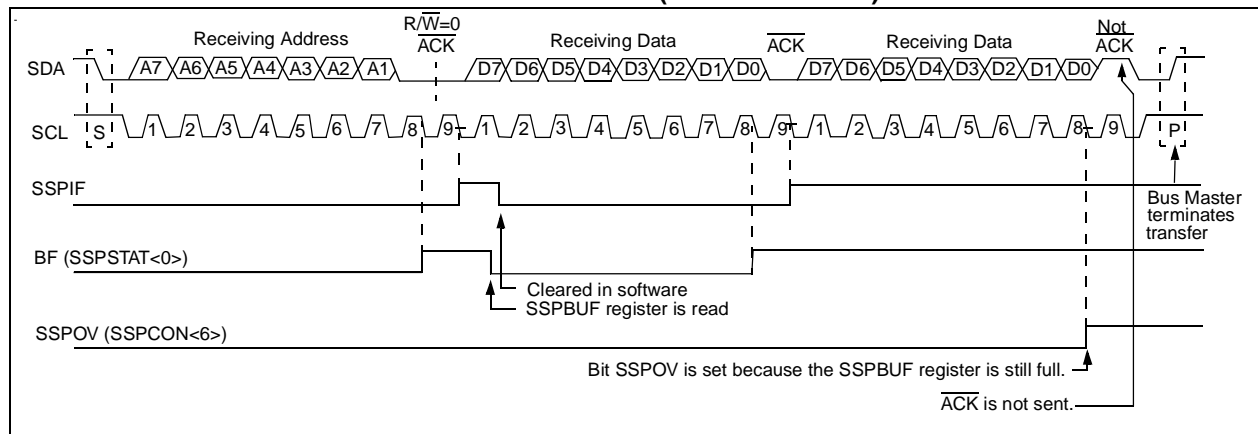 R/W=0
Receiving Address ACK Receiving Data ACK Receiving Data Not ACK
SDA A7 A6 A5 A4 A3 A2 A1 D7 D6 D5 D4 D3 D2 D1 D0 D7 D6 D5 D4 D3 D2 D1 D0
SCL S 1 2 3 4 5 6 7 8 9 1 2 3 4 5 6 7 8 9 1 2 3 4 5 6 7 8 9 P
SSPIF
Bus Master
terminates
transfer
BF (SSPSTAT<0>)
Cleared in software
SSPBUF register is read
SSPOV (SSPCON<6>)
Bit SSPOV is set because the SSPBUF register is still full.
ACK is not sent.